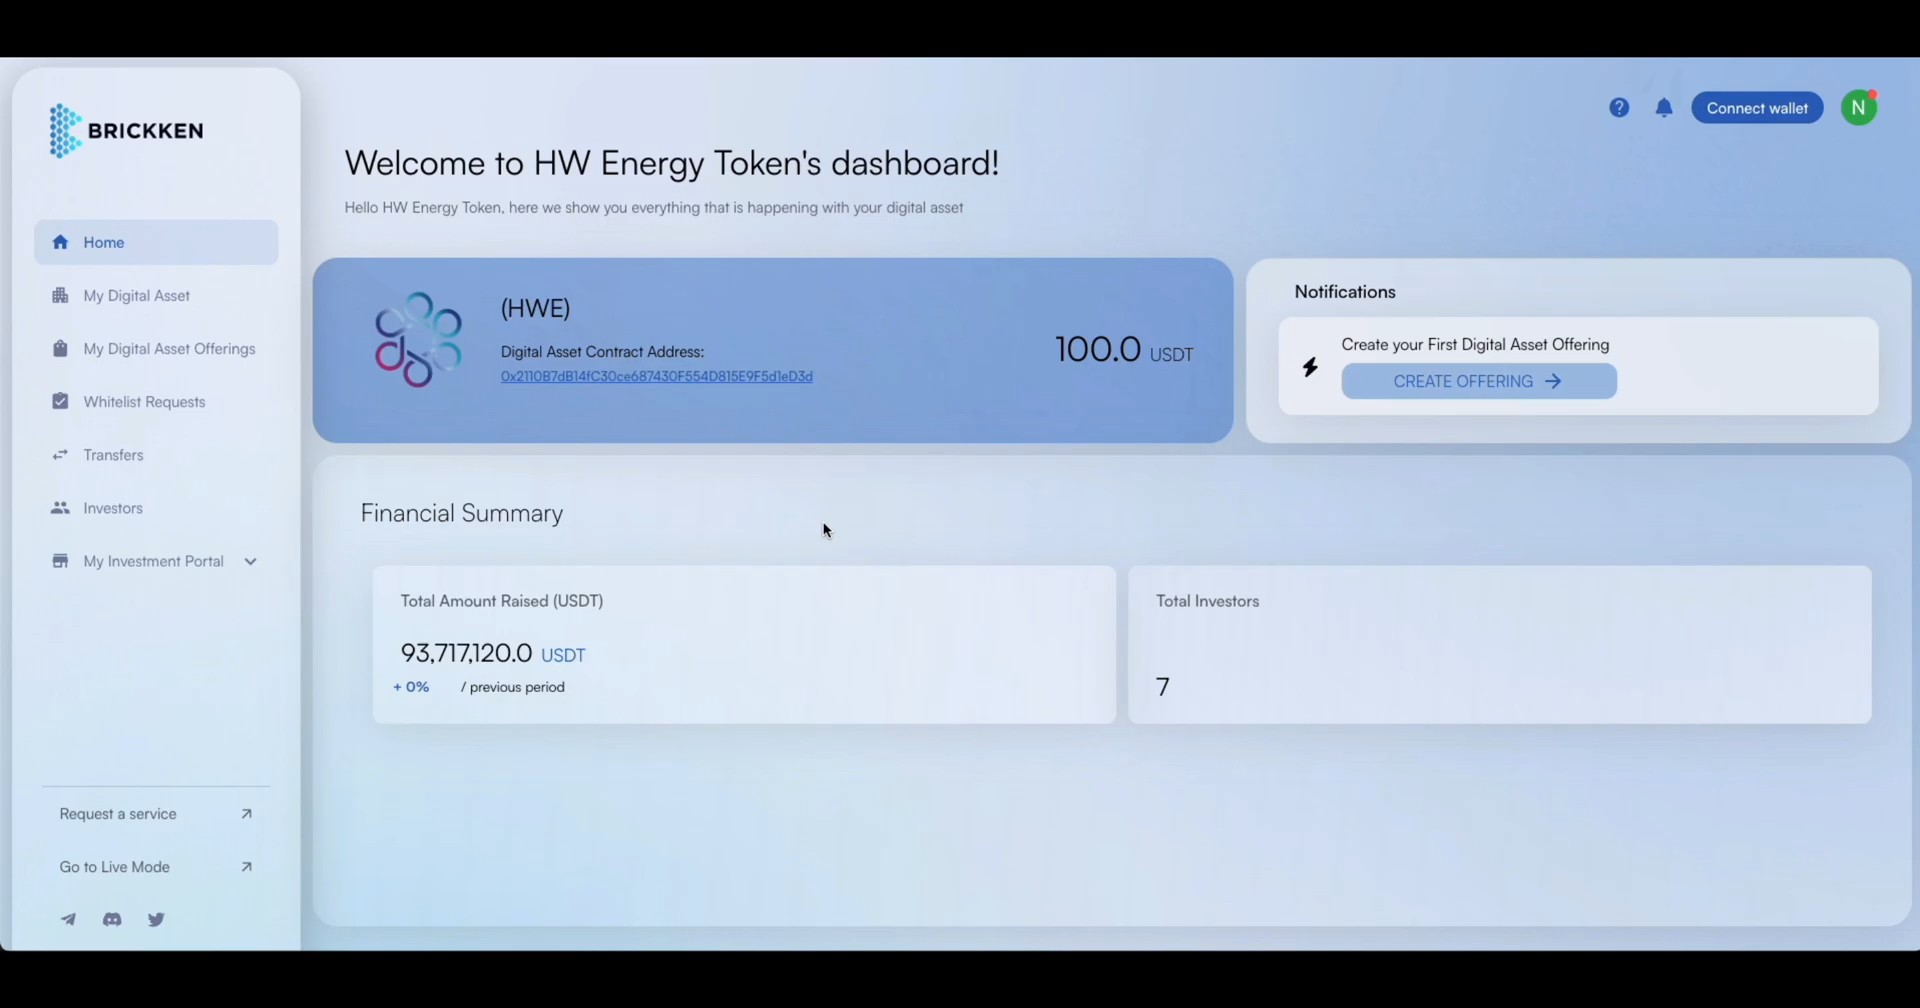 BRICKKEN
Home
My Digital Asset
My Digital Asset Offerings
Whitelist Requests
Transfers
Investors
My Investment Portal
Request a service
Go to Live Mode
Connect wallet
N
Welcome to HW Energy Token's dashboard!
Hello HW Energy Token, here we show you everything that is happening with your digital asset
(HWE)
Digital Asset Contract Address:
0x2110B7dB14fC30ce687430F554D815E9F5d1eD3d
100.0 USDT
Notifications
Create your First Digital Asset Offering
CREATE OFFERING
Financial Summary
Total Amount Raised (USDT)
93,717,120.0 USDT
+ 0% / previous period
Total Investors
7